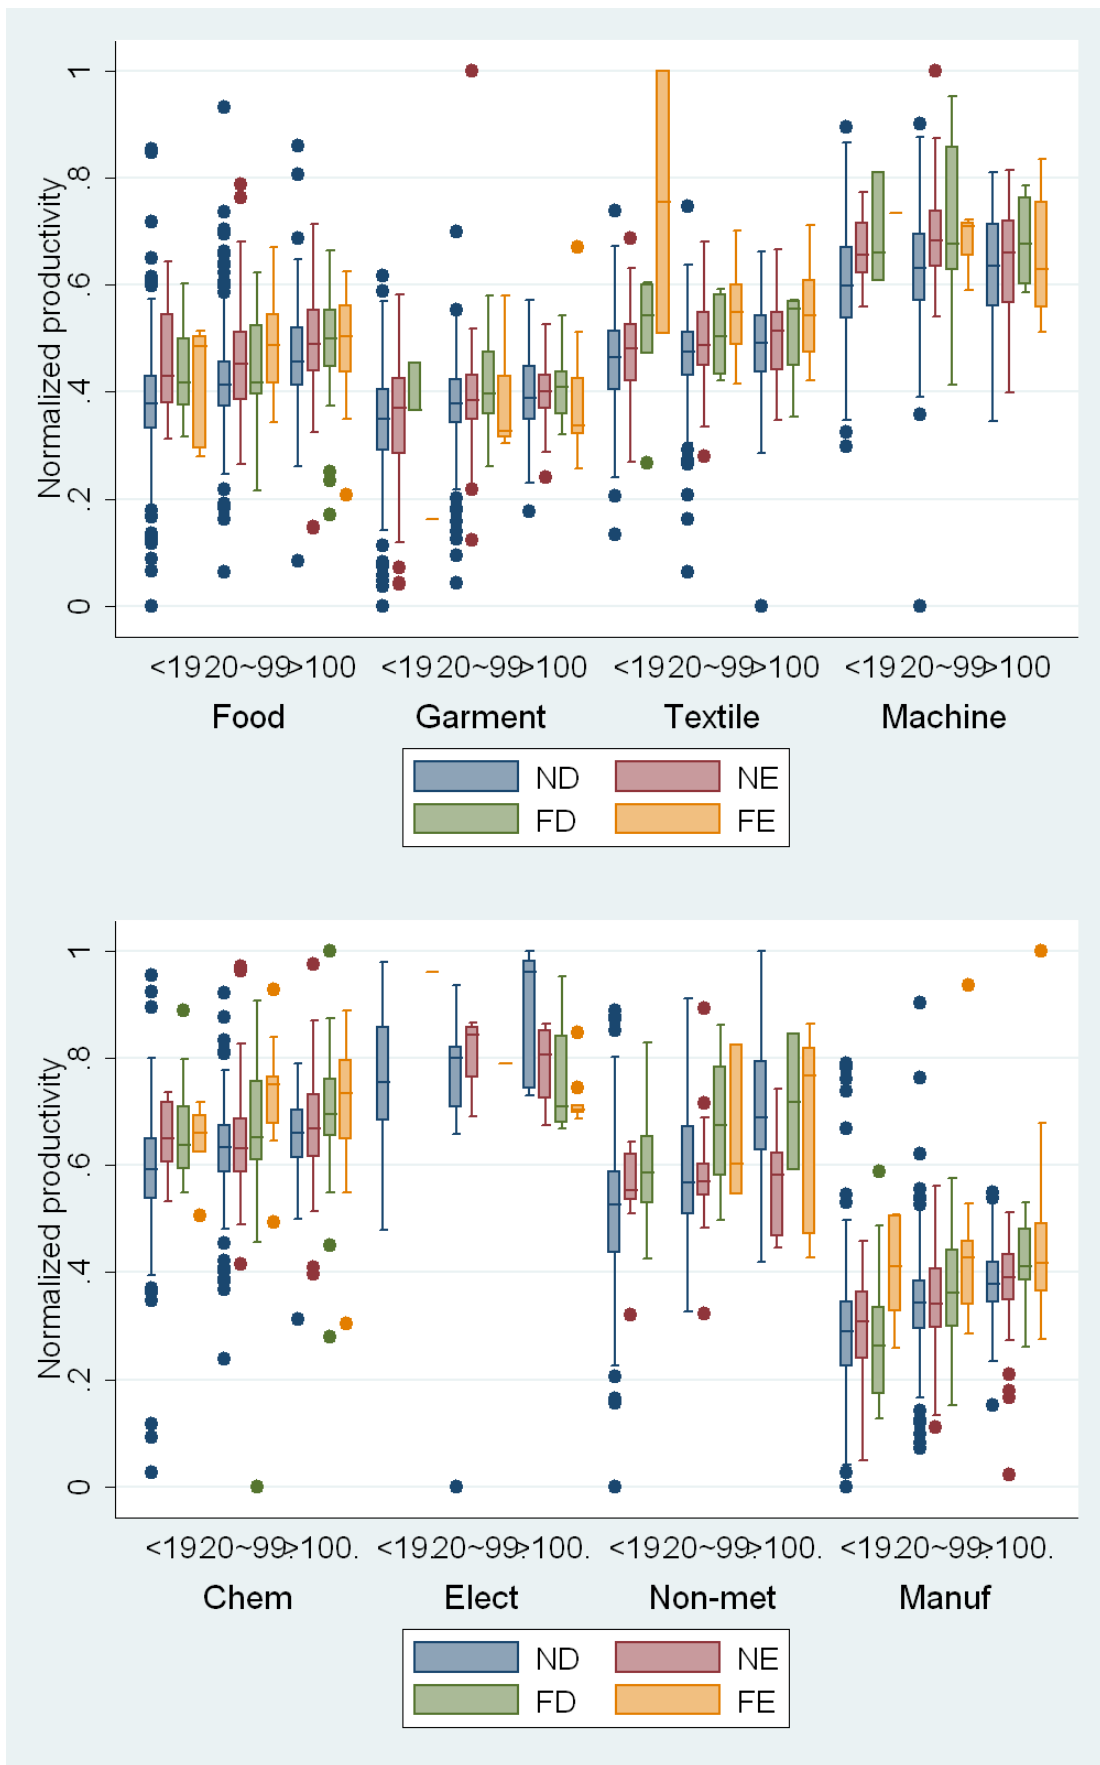 Normalized productivity
1
.8
.6
.4
.2
0
<19 20~99 >100 <19 20~99 >100 <19 20~99 >100 <19 20~99 >100
Food Garment Textile Machine
ND NE
FD FE
Normalized productivity
1
.8
.6
.4
.2
0
<19 20~99. >100. <19 20~99. >100. <19 20~99. >100. <19 20~99. >100.
Chem Elect Non-met Manuf
ND NE
FD FE